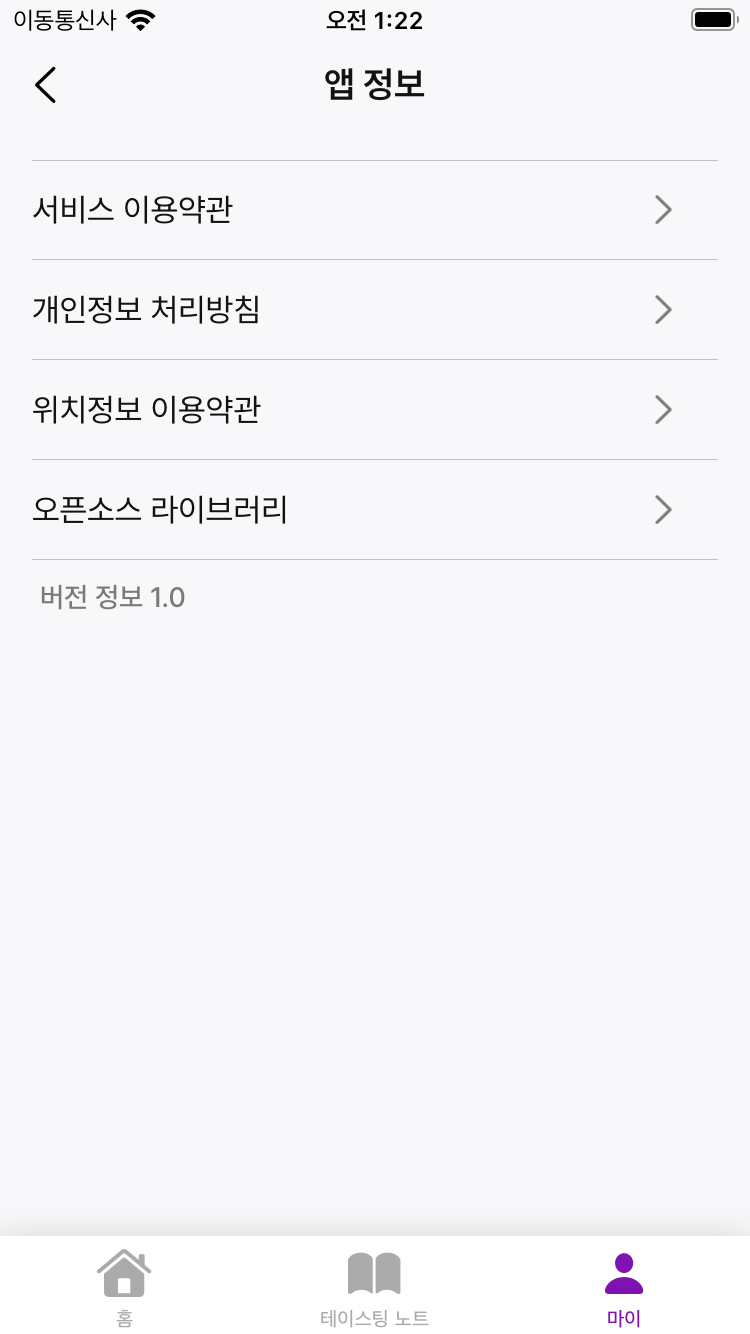 이동통신사 오전 1:22
앱 정보
서비스 이용약관
개인정보 처리방침
위치정보 이용약관
오픈소스 라이브러리
버전 정보 1.0
홈 테이스팅 노트 마이